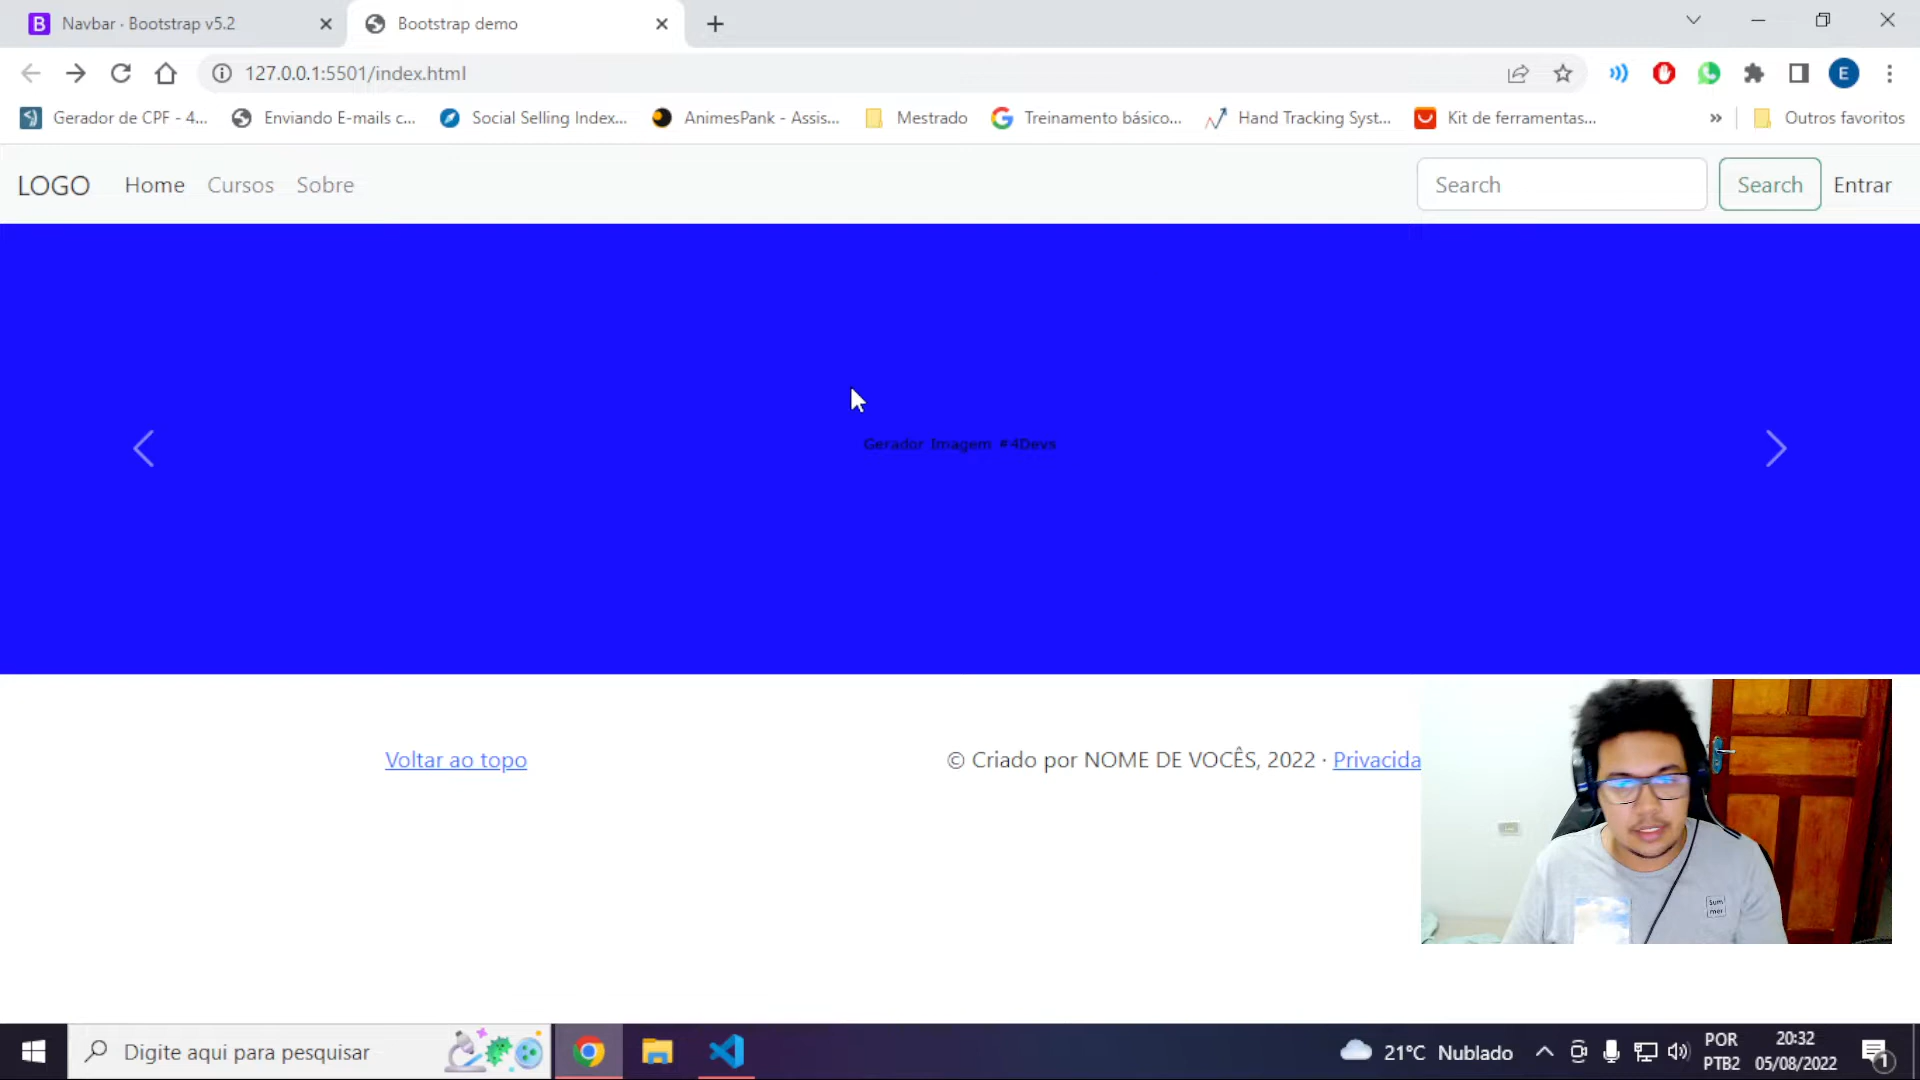 Navbar · Bootstrap v5.2
Bootstrap demo
127.0.0.1:5501/index.html
E
Gerador de CPF - 4...
Enviando E-mails c...
Social Selling Index...
AnimesPank - Assis...
Mestrado
Treinamento básico...
Hand Tracking Syst...
Kit de ferramentas...
»
Outros favoritos
LOGO Home Cursos Sobre
Search
Search
Entrar
Gerador Imagem #4Devs
Voltar ao topo
© Criado por NOME DE VOCÊS, 2022 · Privacida
Sum
mer
Digite aqui para pesquisar
21°C Nublado
POR
PTB2
20:32
05/08/2022
1